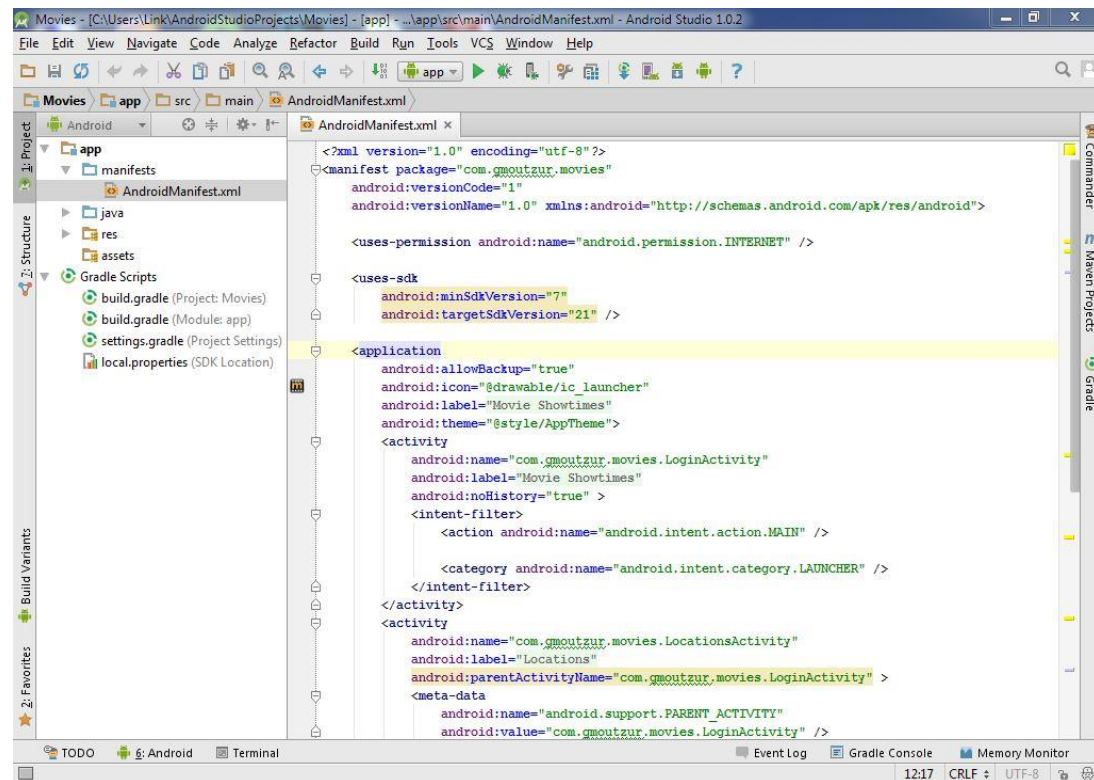 Movies - [C:\Users\Link\AndroidStudioProjects\Movies] - [app] - ...\app\src\main\AndroidManifest.xml - Android Studio 1.0.2
File Edit View Navigate Code Analyze Refactor Build Run Tools VCS Window Help
app
Movies app src main AndroidManifest.xml
1: Project
2: Structure
Build Variants
2: Favorites
Android
app
manifests
AndroidManifest.xml
java
res
assets
Gradle Scripts
build.gradle (Project: Movies)
build.gradle (Module: app)
settings.gradle (Project Settings)
local.properties (SDK Location)
AndroidManifest.xml
<?xml version="1.0" encoding="utf-8"?>
<manifest package="com.gmoutzur.movies"
android:versionCode="1"
android:versionName="1.0" xmlns:android="http://schemas.android.com/apk/res/android">
<uses-permission android:name="android.permission.INTERNET" />
<uses-sdk
android:minSdkVersion="7"
android:targetSdkVersion="21" />
<application
android:allowBackup="true"
android:icon="@drawable/ic_launcher"
android:label="Movie Showtimes"
android:theme="@style/AppTheme">
<activity
android:name="com.gmoutzur.movies.LoginActivity"
android:label="Movie Showtimes"
android:noHistory="true" >
<intent-filter>
<action android:name="android.intent.action.MAIN" />
<category android:name="android.intent.category.LAUNCHER" />
</intent-filter>
</activity>
<activity
android:name="com.gmoutzur.movies.LocationsActivity"
android:label="Locations"
android:parentActivityName="com.gmoutzur.movies.LoginActivity" >
<meta-data
android:name="android.support.PARENT_ACTIVITY"
android:value="com.gmoutzur.movies.LoginActivity" />
Commander
m Maven Projects
Gradle
TODO 6: Android Terminal Event Log Gradle Console Memory Monitor
12:17 CRLF UTF-8